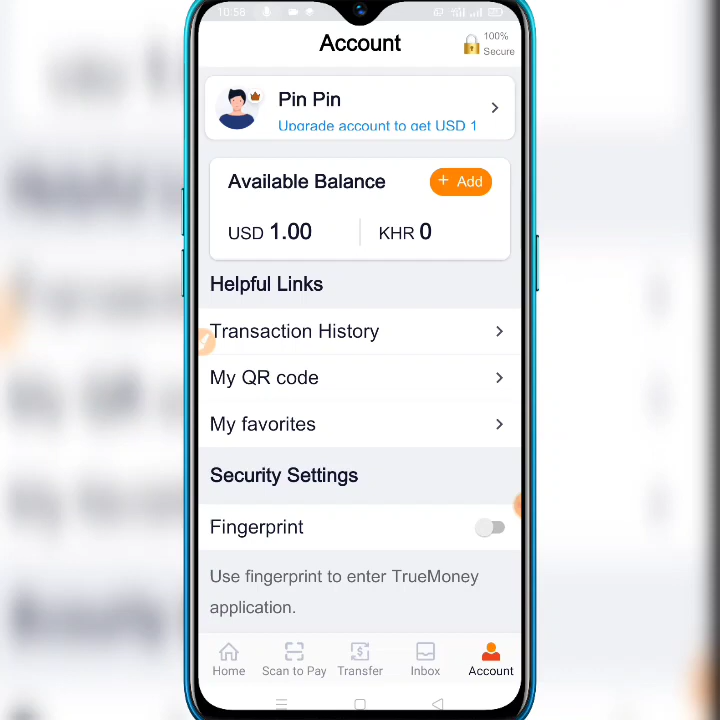 10:58
Account
100%
Secure
Pin Pin
Upgrade account to get USD 1
Available Balance
+ Add
USD 1.00
KHR 0
Helpful Links
Transaction History
My QR code
My favorites
Security Settings
Fingerprint
Use fingerprint to enter TrueMoney
application.
Home
Scan to Pay
Transfer
Inbox
Account